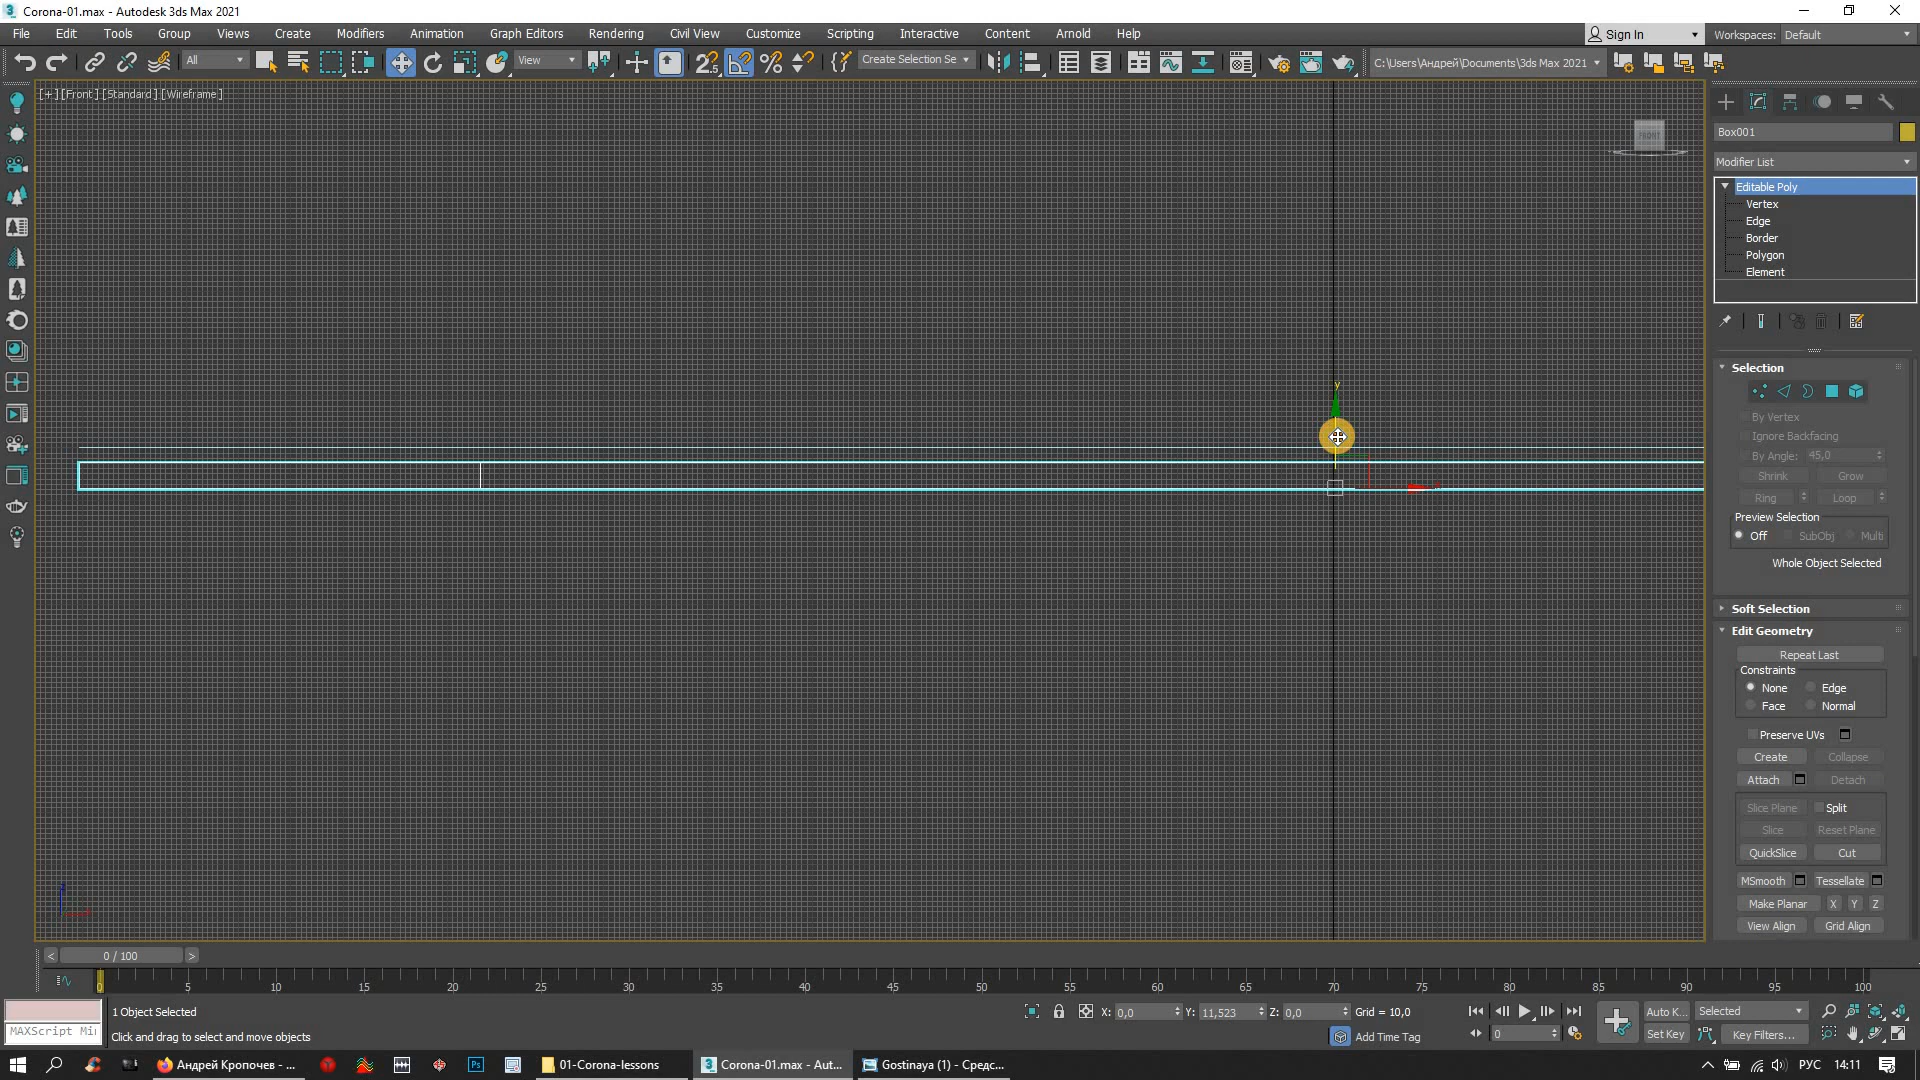 Corona-01.max - Autodesk 3ds Max 2021
File Edit Tools Group Views Create Modifiers Animation Graph Editors Rendering Civil View Customize Scripting Interactive Content Arnold Help Sign In Workspaces: Default
All View Create Selection Se C:\Users\Андрей\Documents\3ds Max 2021
[+] [Front] [Standard] [Wireframe]
FRONT
Box001
Modifier List
Editable Poly
Vertex
Edge
Border
Polygon
Element
Selection
By Vertex
Ignore Backfacing
By Angle: 45,0
Shrink Grow
Ring Loop
Preview Selection
Off SubObj Multi
Whole Object Selected
Soft Selection
Edit Geometry
Repeat Last
Constraints
None Edge
Face Normal
Preserve UVs
Create Collapse
Attach Detach
Slice Plane Split
Slice Reset Plane
QuickSlice Cut
MSmooth Tessellate
Make Planar X Y Z
View Align Grid Align
y
< 0 / 100 >
0 5 10 15 20 25 30 35 40 45 50 55 60 65 70 75 80 85 90 95 100
1 Object Selected X: 0,0 Y: 11,523 Z: 0,0 Grid = 10,0 Auto K... Selected
MAXScript Mi Click and drag to select and move objects Add Time Tag 0 Set Key Key Filters...
Андрей Кропочев - ... 01-Corona-lessons Corona-01.max - Aut... Gostinaya (1) - Средс... РУС 14:11